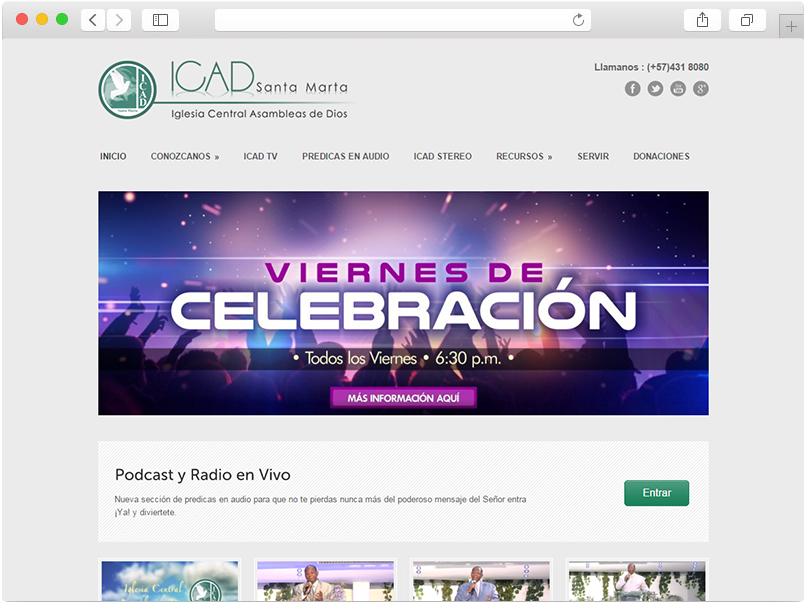 Llamanos : (+57)431 8080
ICAD Santa Marta
ICAD
Iglesia Central Asambleas de Dios
INICIO CONOZCANOS » ICAD TV PREDICAS EN AUDIO ICAD STEREO RECURSOS » SERVIR DONACIONES
VIERNES DE
CELEBRACIÓN
• Todos los Viernes • 6:30 p.m. •
MÁS INFORMACIÓN AQUÍ
Podcast y Radio en Vivo
Nueva sección de predicas en audio para que no te pierdas nunca más del poderoso mensaje del Señor entra
¡Ya! y diviertete.
Entrar
Iglesia Central